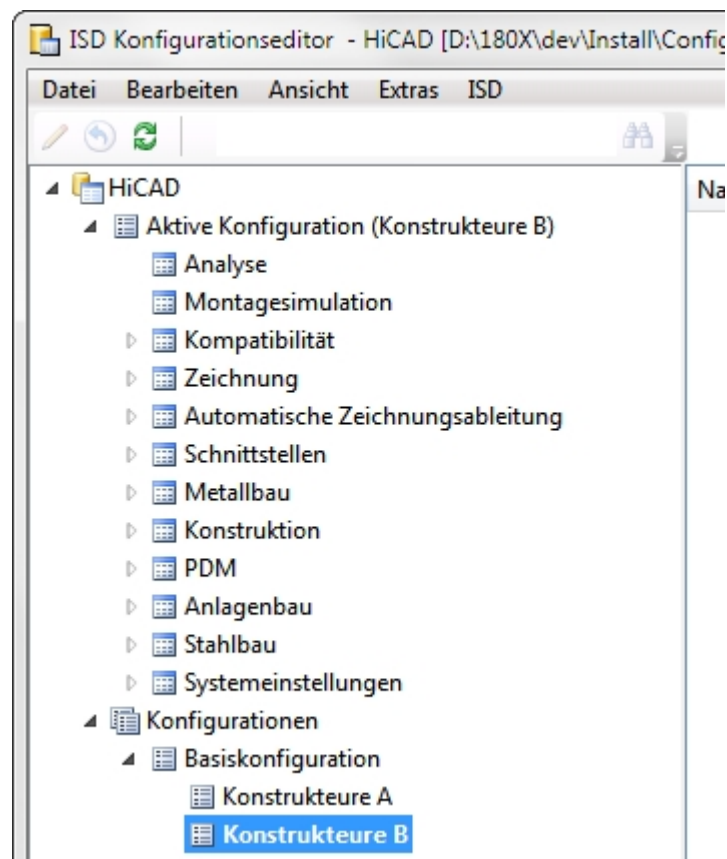 ISD Konfigurationseditor - HiCAD [D:\180X\dev\Install\Config
Datei Bearbeiten Ansicht Extras ISD
HiCAD
Na
Aktive Konfiguration (Konstrukteure B)
Analyse
Montagesimulation
Kompatibilität
Zeichnung
Automatische Zeichnungsableitung
Schnittstellen
Metallbau
Konstruktion
PDM
Anlagenbau
Stahlbau
Systemeinstellungen
Konfigurationen
Basiskonfiguration
Konstrukteure A
Konstrukteure B